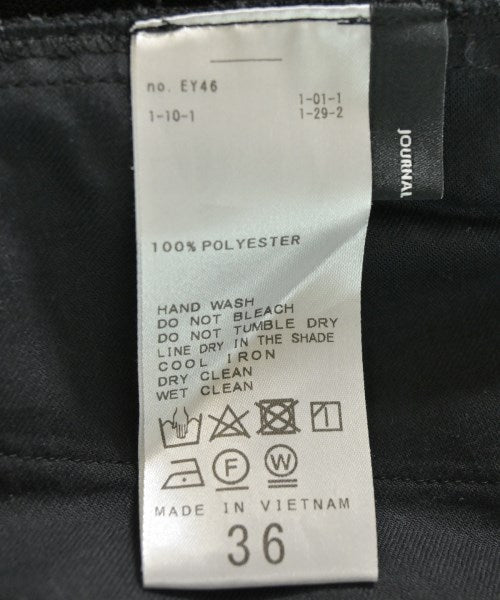 no. EY46
1-01-1
1-10-1 1-29-2
JOURNAL
100% POLYESTER
HAND WASH
DO NOT BLEACH
DO NOT TUMBLE DRY
LINE DRY IN THE SHADE
COOL IRON
DRY CLEAN
WET CLEAN
F W
MADE IN VIETNAM
36